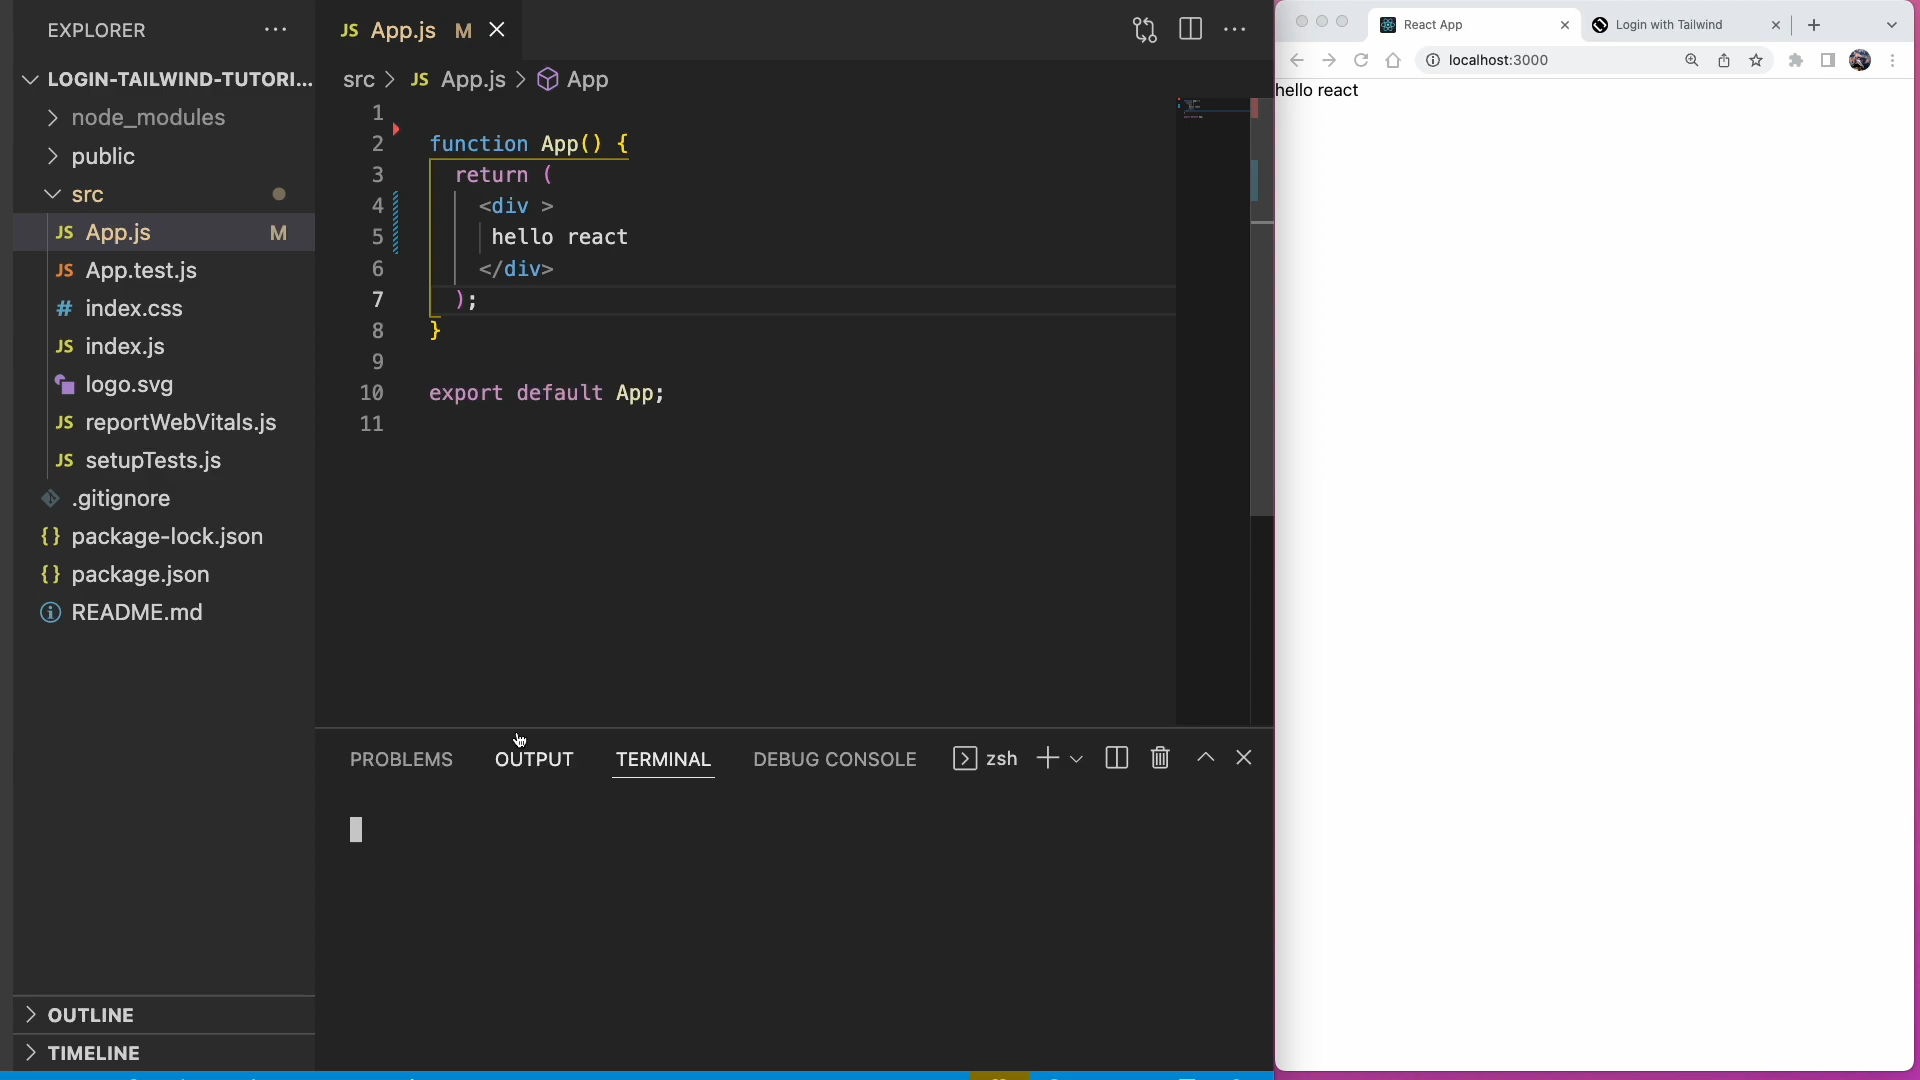 EXPLORER
LOGIN-TAILWIND-TUTORI...
node_modules
public
src
JS App.js M
JS App.test.js
# index.css
JS index.js
logo.svg
JS reportWebVitals.js
JS setupTests.js
.gitignore
{} package-lock.json
{} package.json
README.md
OUTLINE
TIMELINE
JS App.js M
src > JS App.js > App
1
2 function App() {
3 return (
4 <div >
5 hello react
6 </div>
7 );
8 }
9
10 export default App;
11
PROBLEMS OUTPUT TERMINAL DEBUG CONSOLE zsh
React App
Login with Tailwind
localhost:3000
hello react